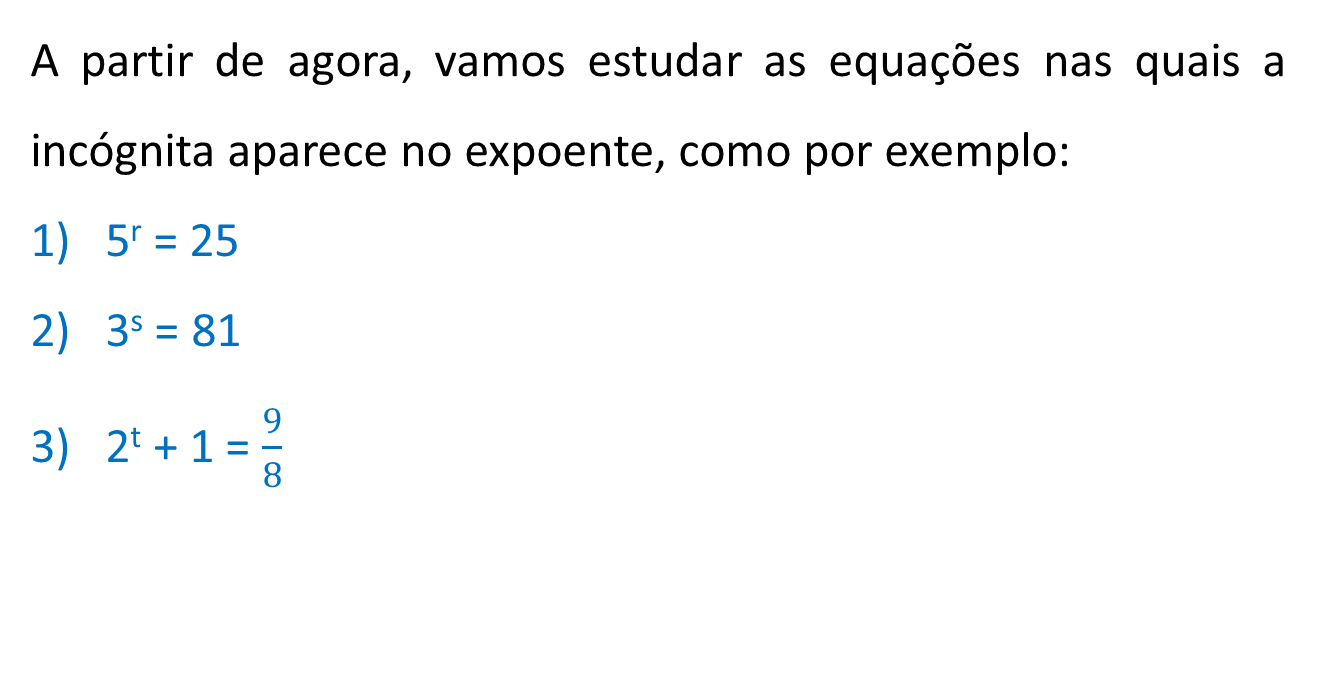 A partir de agora, vamos estudar as equações nas quais a
incógnita aparece no expoente, como por exemplo:
1) 5ʳ = 25
2) 3ˢ = 81
3) 2ᵗ + 1 = 9/8